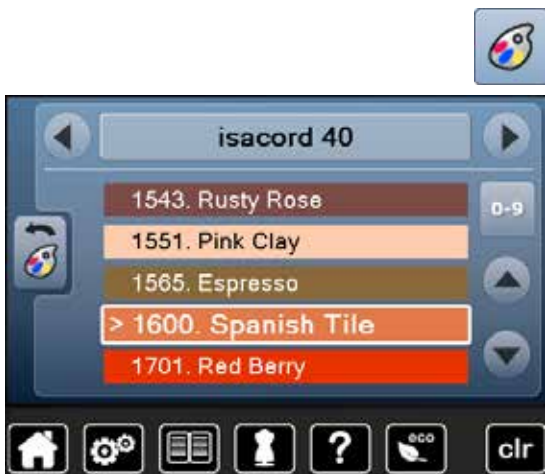 isacord 40
1543. Rusty Rose
0-9
1551. Pink Clay
1565. Espresso
> 1600. Spanish Tile
1701. Red Berry
?
eco
clr